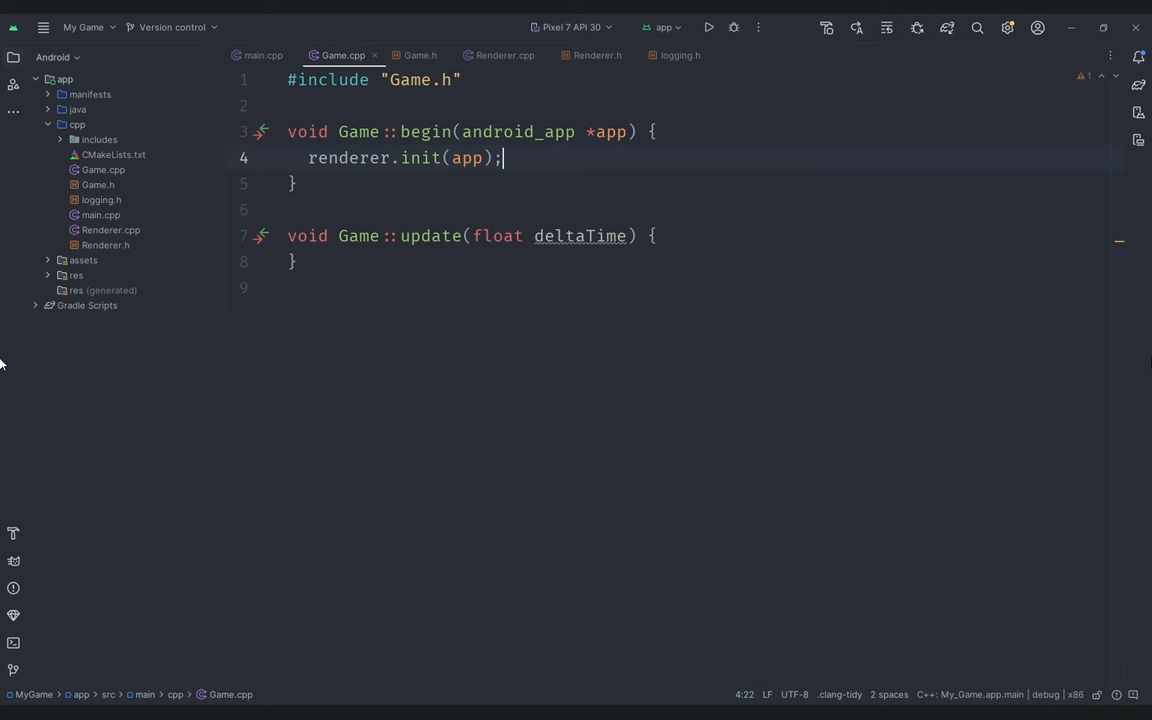 My Game
Version control
Pixel 7 API 30
app
Android
main.cpp
Game.cpp
Game.h
Renderer.cpp
Renderer.h
logging.h
app
manifests
java
cpp
includes
CMakeLists.txt
Game.cpp
Game.h
logging.h
main.cpp
Renderer.cpp
Renderer.h
assets
res
res (generated)
Gradle Scripts
1 #include "Game.h"
2
3 void Game::begin(android_app *app) {
4 renderer.init(app);
5 }
6
7 void Game::update(float deltaTime) {
8 }
9
1
MyGame app src main cpp Game.cpp
4:22 LF UTF-8 .clang-tidy 2 spaces C++: My_Game.app.main | debug | x86